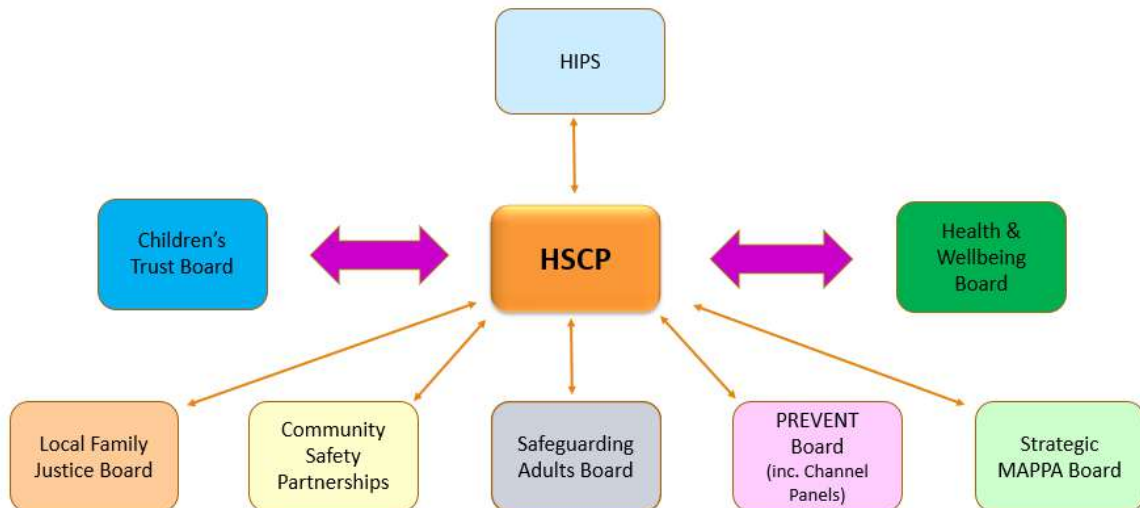 HIPS
Children’s
Trust Board
HSCP
Health &
Wellbeing
Board
Local Family
Justice Board
Community
Safety
Partnerships
Safeguarding
Adults Board
PREVENT
Board
(inc. Channel
Panels)
Strategic
MAPPA Board